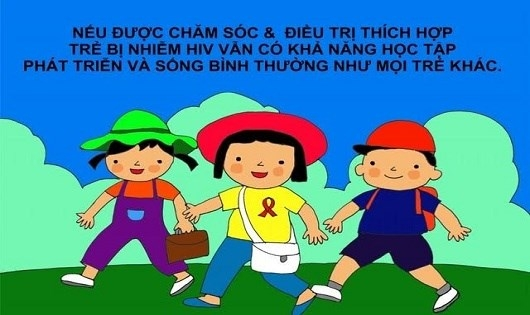 NẾU ĐƯỢC CHĂM SÓC & ĐIỀU TRỊ THÍCH HỢP
TRẺ BỊ NHIỄM HIV VẪN CÓ KHẢ NĂNG HỌC TẬP
PHÁT TRIỂN VÀ SỐNG BÌNH THƯỜNG NHƯ MỌI TRẺ KHÁC.